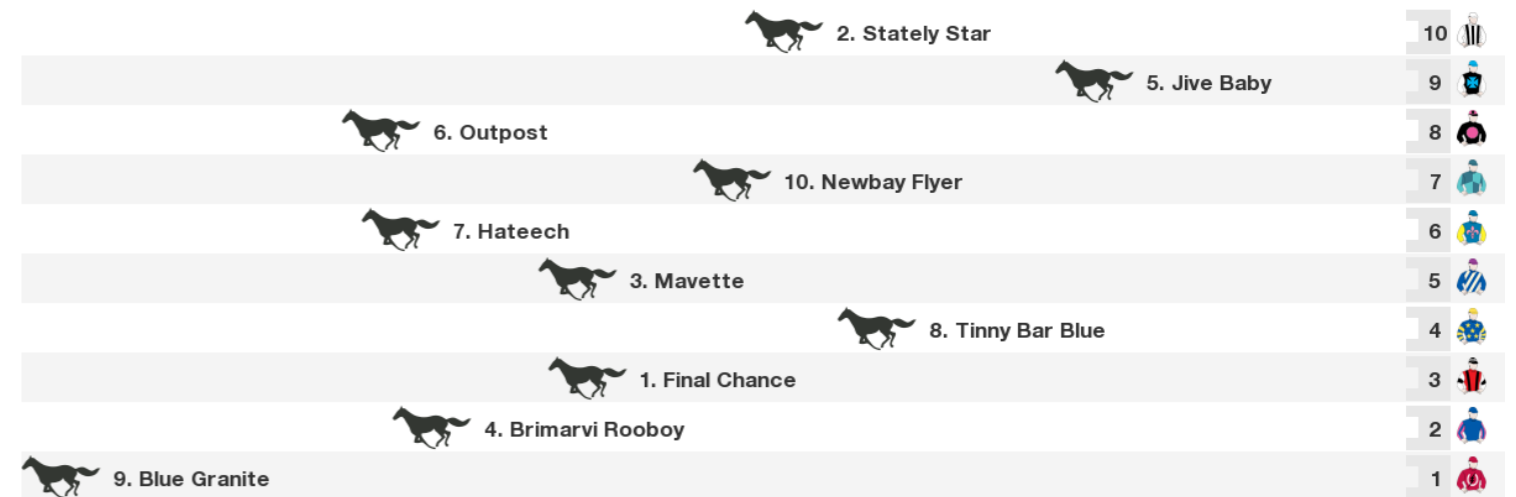 2. Stately Star 10
5. Jive Baby 9
6. Outpost 8
10. Newbay Flyer 7
7. Hateech 6
3. Mavette 5
8. Tinny Bar Blue 4
1. Final Chance 3
4. Brimarvi Rooboy 2
9. Blue Granite 1